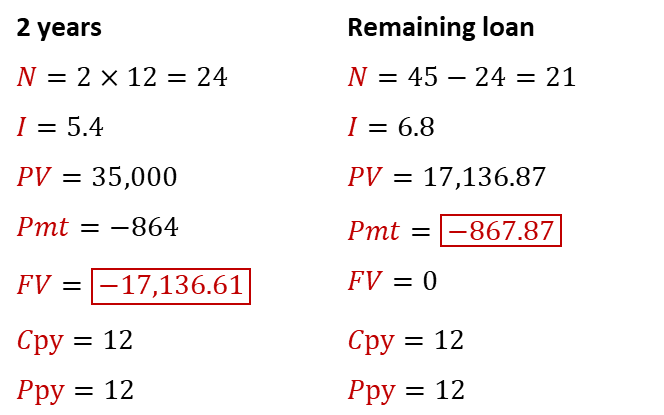 2 years
N = 2 × 12 = 24
I = 5.4
PV = 35,000
Pmt = −864
FV = −17,136.61
Cpy = 12
Ppy = 12
Remaining loan
N = 45 − 24 = 21
I = 6.8
PV = 17,136.87
Pmt = −867.87
FV = 0
Cpy = 12
Ppy = 12